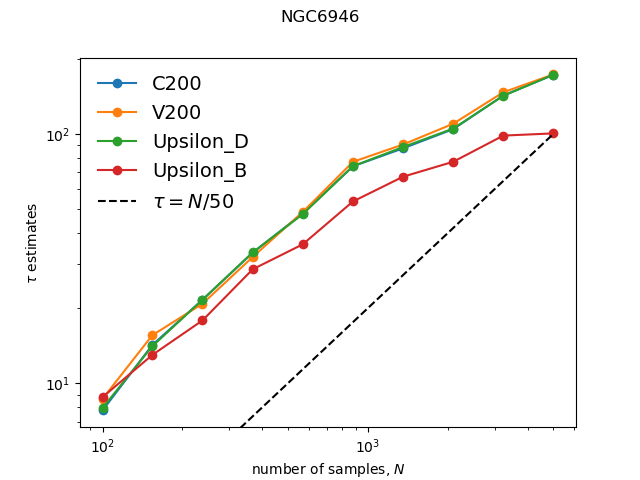 NGC6946
C200
V200
Upsilon_D
Upsilon_B
τ = N/50
τ estimates
10²
10¹
10²
10³
number of samples, N